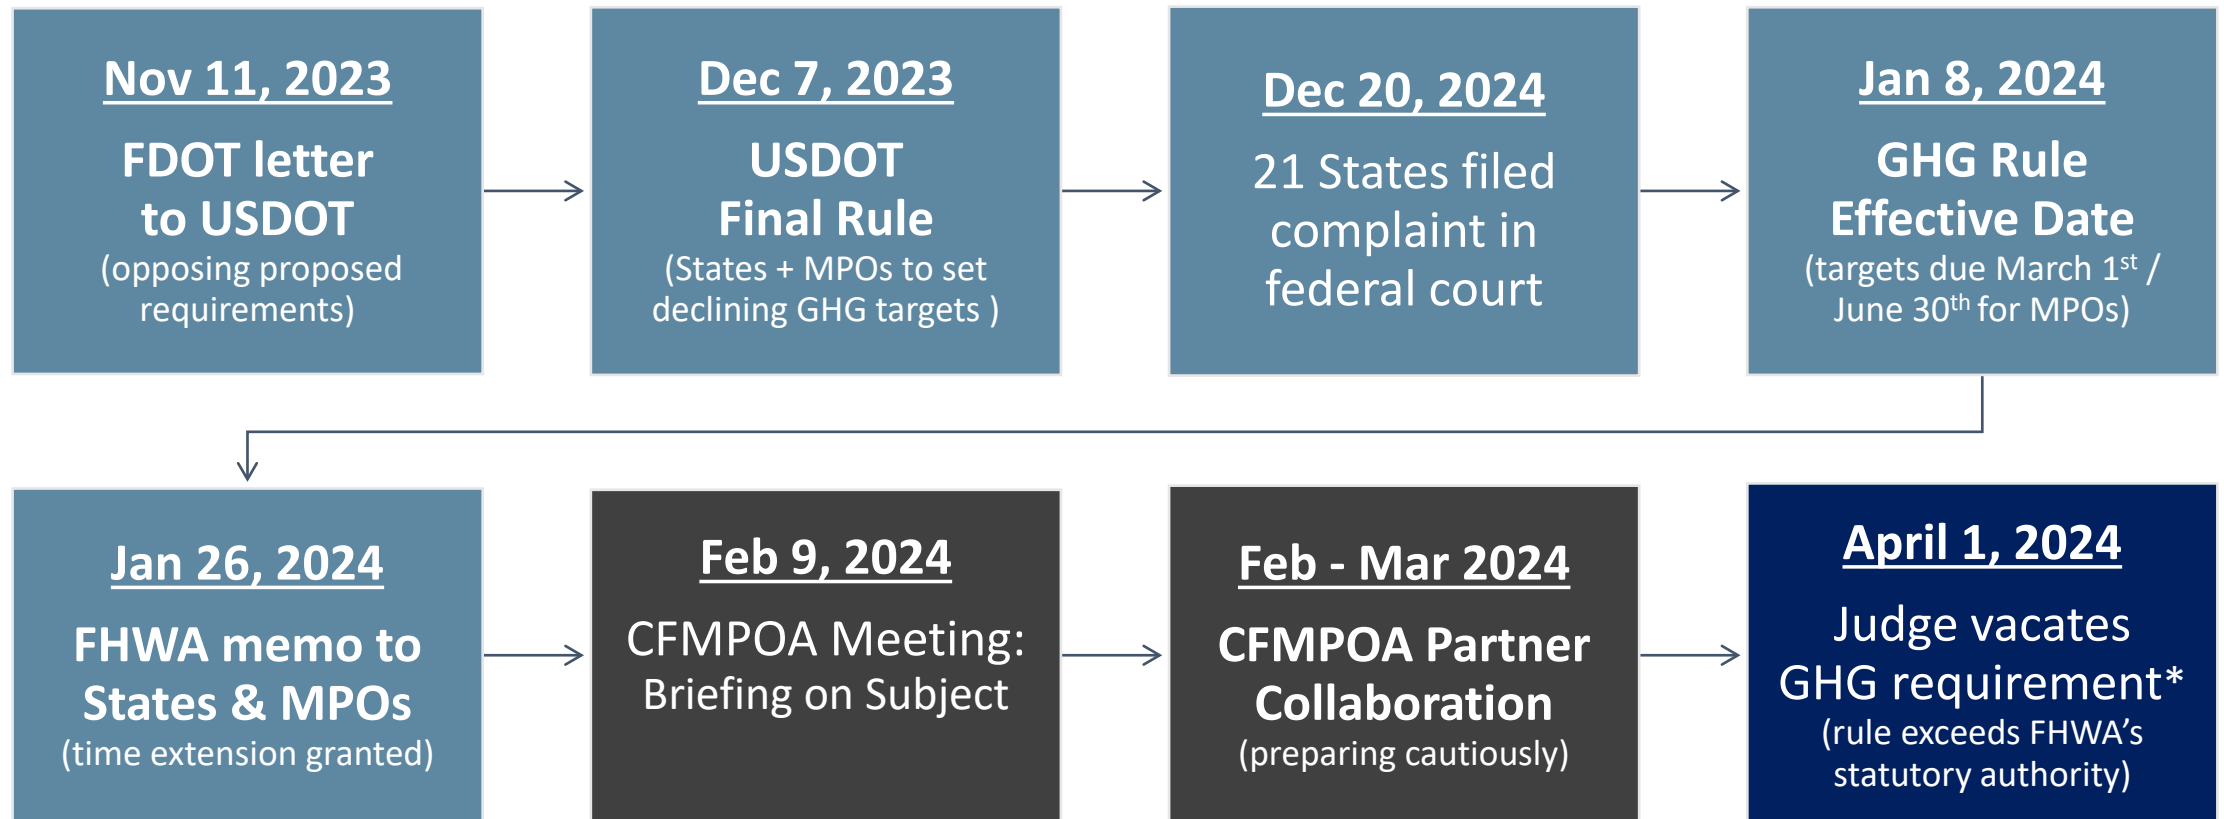 Nov 11, 2023
FDOT letter
to USDOT
(opposing proposed
requirements)
Dec 7, 2023
USDOT
Final Rule
(States + MPOs to set
declining GHG targets )
Dec 20, 2024
21 States filed
complaint in
federal court
Jan 8, 2024
GHG Rule
Effective Date
(targets due March 1st /
June 30th for MPOs)
Jan 26, 2024
FHWA memo to
States & MPOs
(time extension granted)
Feb 9, 2024
CFMPOA Meeting:
Briefing on Subject
Feb - Mar 2024
CFMPOA Partner
Collaboration
(preparing cautiously)
April 1, 2024
Judge vacates
GHG requirement*
(rule exceeds FHWA’s
statutory authority)